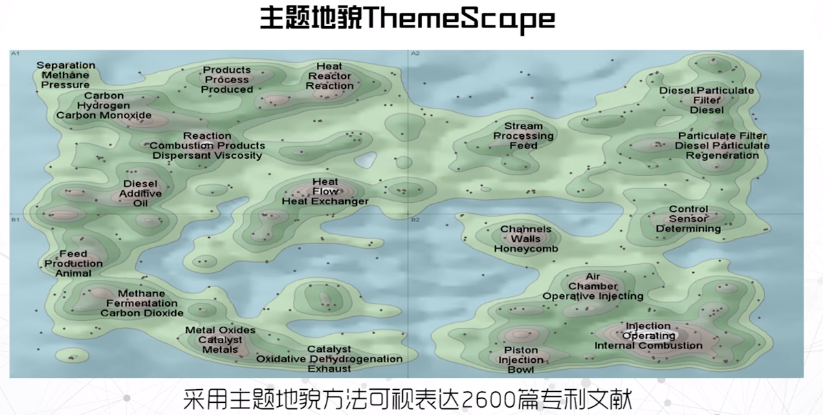 主题地貌ThemeScape
A1
A2
Separation
Methane
Pressure
Products
Process
Produced
Heat
Reactor
Reaction
Carbon
Hydrogen
Carbon Monoxide
Diesel Particulate
Filter
Diesel
Reaction
Combustion Products
Dispersant Viscosity
Stream
Processing
Feed
Particulate Filter
Diesel Particulate
Regeneration
Diesel
Additive
Oil
Heat
Flow
Heat Exchanger
B1
B2
Control
Sensor
Determining
Channels
Walls
Honeycomb
Feed
Production
Animal
Air
Chamber
Operative Injecting
Methane
Fermentation
Carbon Dioxide
Metal Oxides
Catalyst
Metals
Injection
Operating
Internal Combustion
Catalyst
Oxidative Dehydrogenation
Exhaust
Piston
Injection
Bowl
采用主题地貌方法可视表达2600篇专利文献